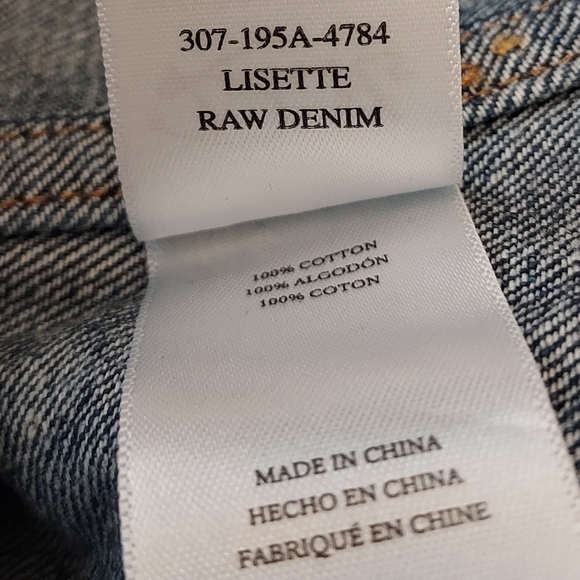 307-195A-4784
LISETTE
RAW DENIM
100% COTTON
100% ALGODÓN
100% COTON
MADE IN CHINA
HECHO EN CHINA
FABRIQUÉ EN CHINE